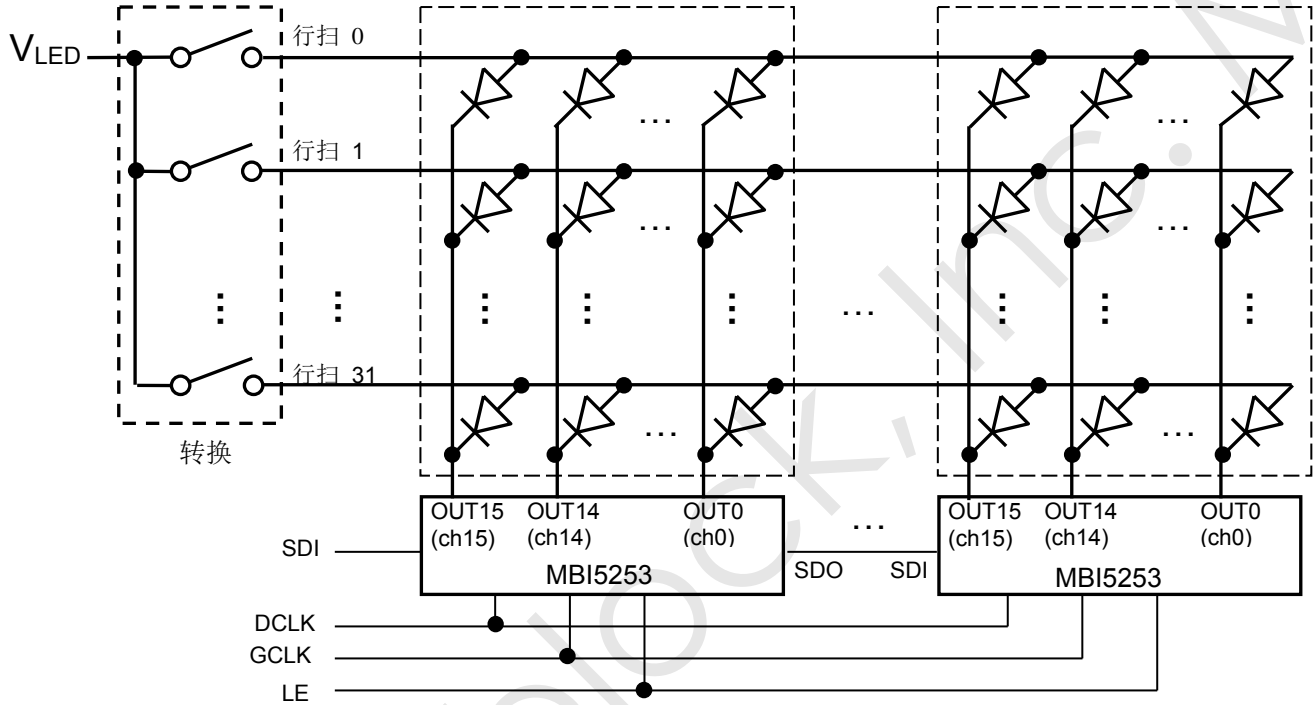 VLED
行扫 0
行扫 1
行扫 31
转换
OUT15 OUT14 OUT0
(ch15) (ch14) (ch0)
MBI5253
SDI
SDO SDI
OUT15 OUT14 OUT0
(ch15) (ch14) (ch0)
MBI5253
DCLK
GCLK
LE